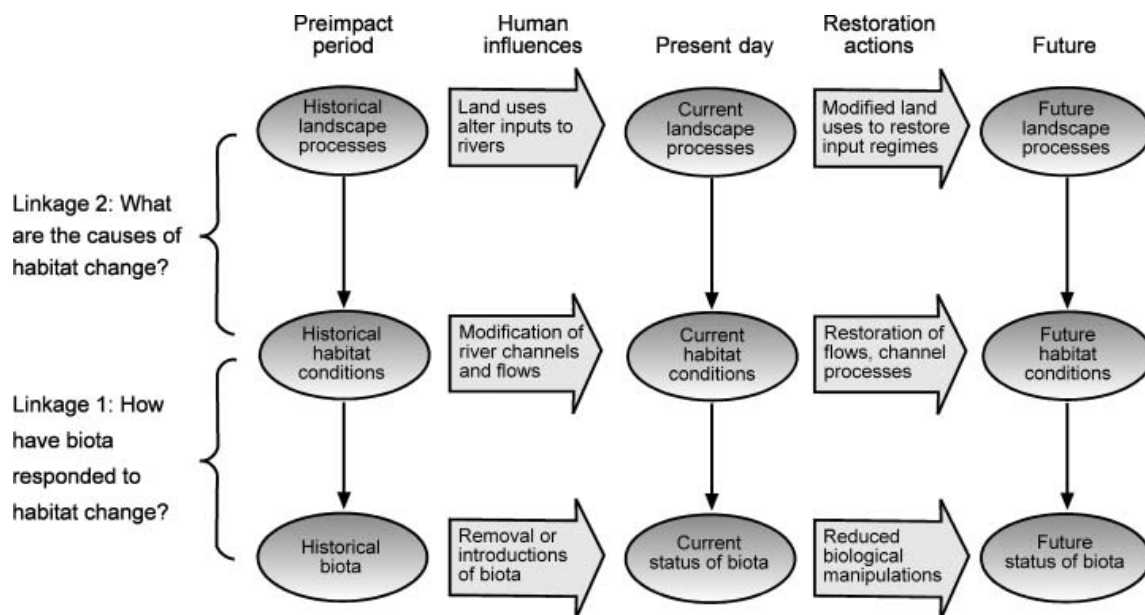 Preimpact
period
Human
influences
Present day
Restoration
actions
Future
Historical
landscape
processes
Land uses
alter inputs to
rivers
Current
landscape
processes
Modified land
uses to restore
input regimes
Future
landscape
processes
Linkage 2: What
are the causes of
habitat change?
Historical
habitat
conditions
Modification of
river channels
and flows
Current
habitat
conditions
Restoration of
flows, channel
processes
Future
habitat
conditions
Linkage 1: How
have biota
responded to
habitat change?
Historical
biota
Removal or
introductions
of biota
Current
status of biota
Reduced
biological
manipulations
Future
status of biota